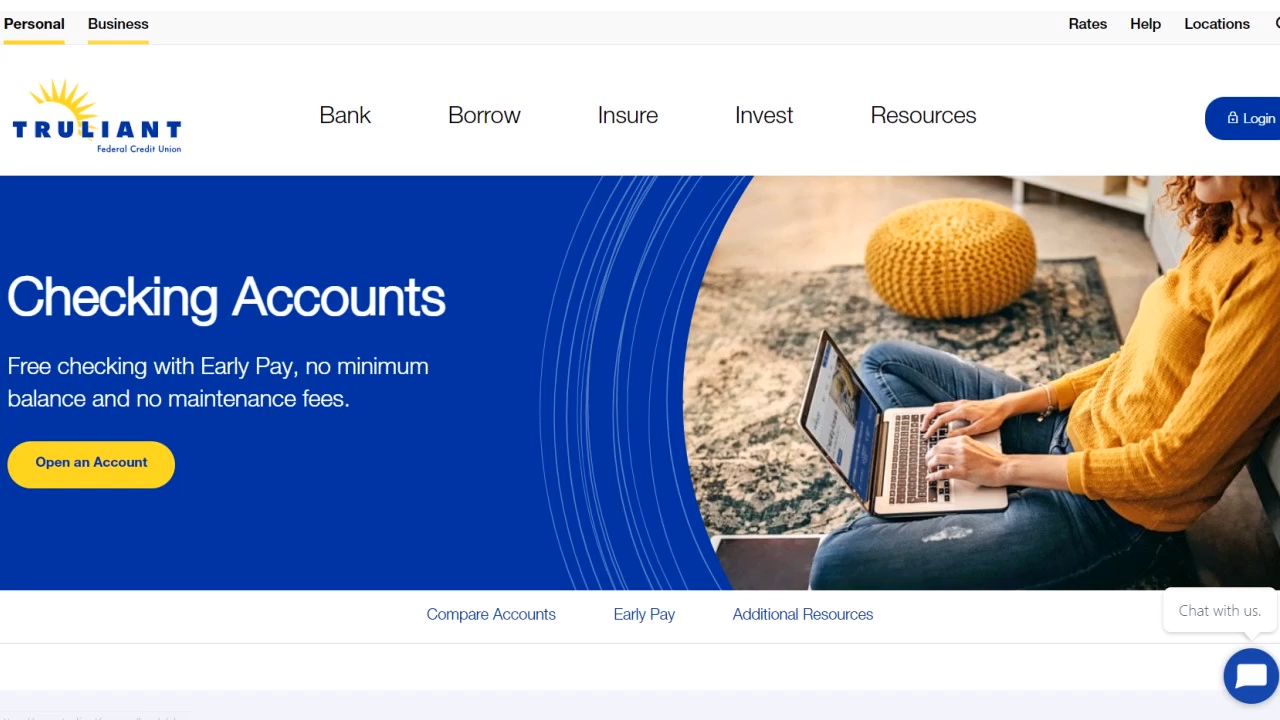 Personal Business Rates Help Locations
TRULIANT
Federal Credit Union
Bank Borrow Insure Invest Resources
Login
Checking Accounts
Free checking with Early Pay, no minimum
balance and no maintenance fees.
Open an Account
Compare Accounts Early Pay Additional Resources
Chat with us.